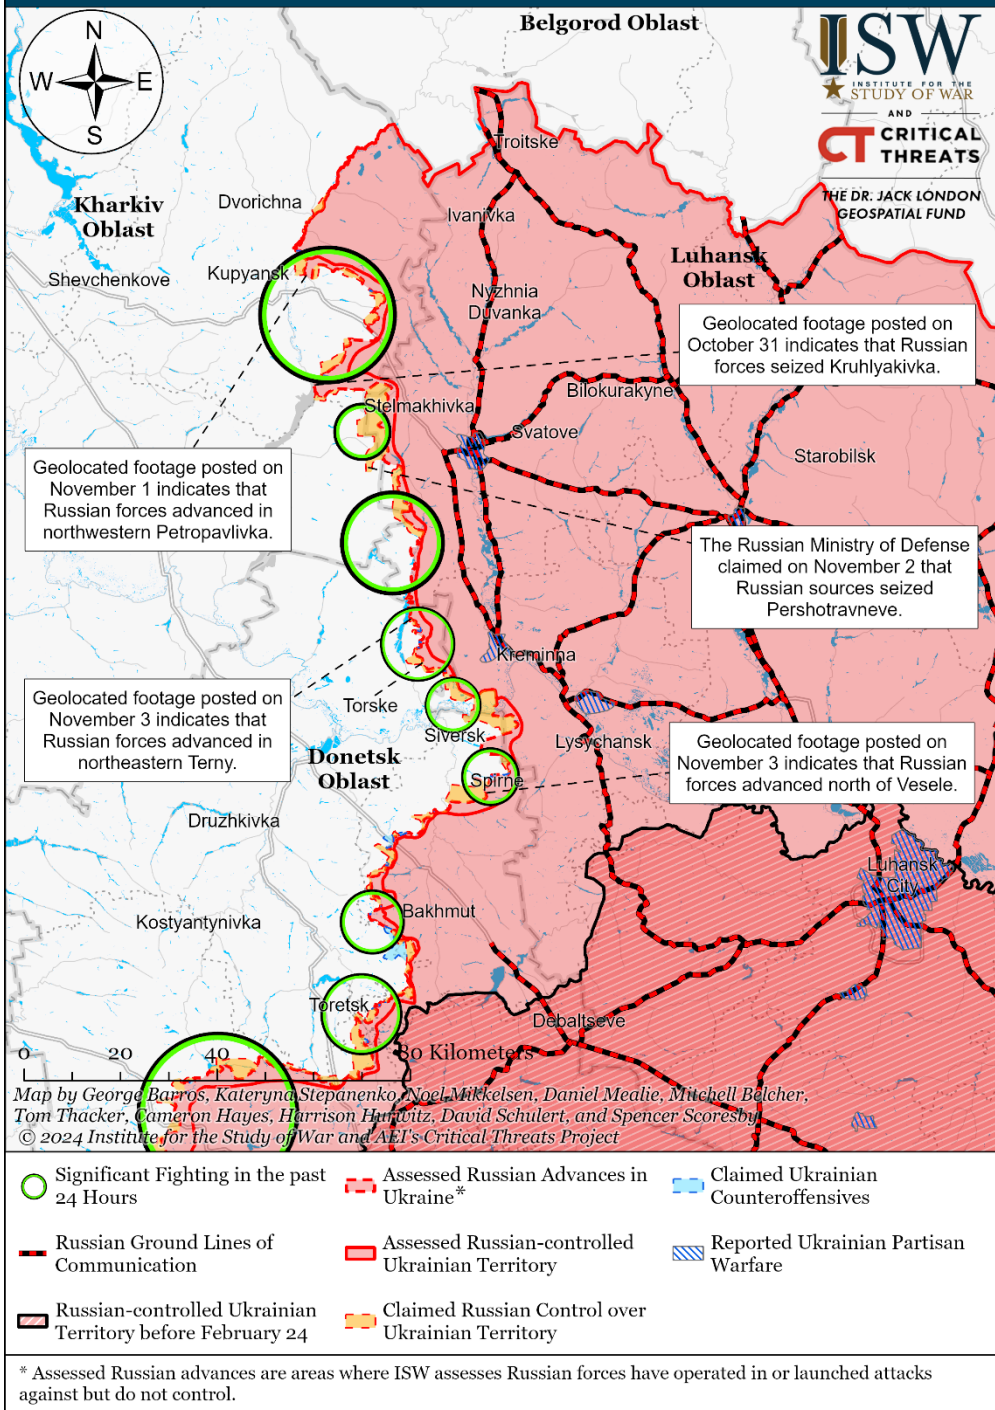 Belgorod Oblast
N
W
E
S
ISW
INSTITUTE FOR THE
STUDY OF WAR
AND
CT CRITICAL
THREATS
THE DR. JACK LONDON
GEOSPATIAL FUND
Troitske
Dvorichna
Kharkiv
Oblast
Ivanivka
Luhansk
Oblast
Shevchenkove
Kupyansk
Nyzhnia
Duvanka
Geolocated footage posted on
October 31 indicates that Russian
forces seized Kruhlyakivka.
Bilokurakyne
Stelmakhivka
Svatove
Starobilsk
Geolocated footage posted on
November 1 indicates that
Russian forces advanced in
northwestern Petropavlivka.
The Russian Ministry of Defense
claimed on November 2 that
Russian sources seized
Pershotravneve.
Kreminna
Geolocated footage posted on
November 3 indicates that
Russian forces advanced in
northeastern Terny.
Torske
Siversk
Lysychansk
Geolocated footage posted on
November 3 indicates that Russian
forces advanced north of Vesele.
Donetsk
Oblast
Spirne
Druzhkivka
Luhansk
City
Bakhmut
Kostyantynivka
Toretsk
Debaltseve
0 20 40 80 Kilometers
Map by George Barros, Kateryna Stepanenko, Noel Mikkelsen, Daniel Mealie, Mitchell Belcher,
Tom Thacker, Cameron Hayes, Harrison Hurwitz, David Schulert, and Spencer Scoresby
© 2024 Institute for the Study of War and AEI's Critical Threats Project
Significant Fighting in the past
24 Hours
Assessed Russian Advances in
Ukraine*
Claimed Ukrainian
Counteroffensives
Russian Ground Lines of
Communication
Assessed Russian-controlled
Ukrainian Territory
Reported Ukrainian Partisan
Warfare
Russian-controlled Ukrainian
Territory before February 24
Claimed Russian Control over
Ukrainian Territory
* Assessed Russian advances are areas where ISW assesses Russian forces have operated in or launched attacks
against but do not control.